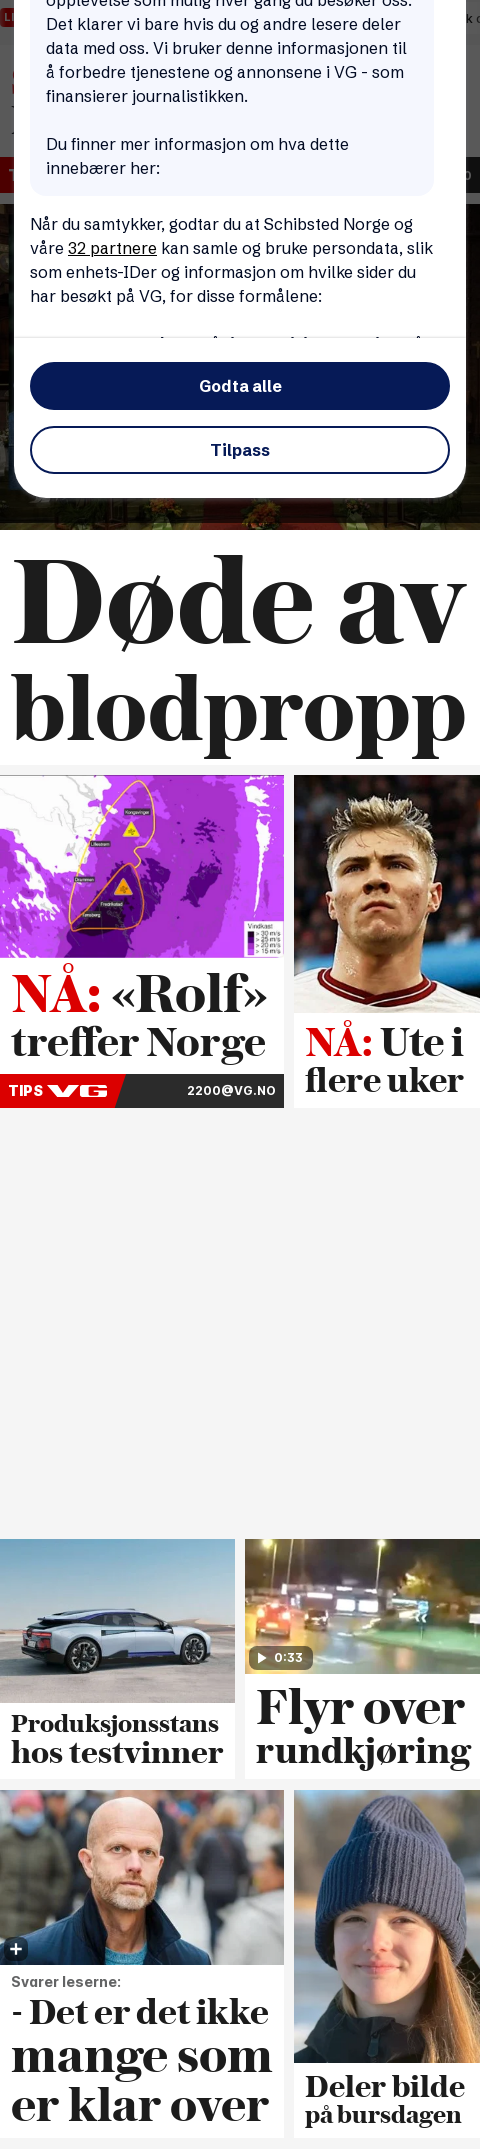 Det klarer vi bare hvis du og andre lesere deler
data med oss. Vi bruker denne informasjonen til
å forbedre tjenestene og annonsene i VG - som
finansierer journalistikken.
Du finner mer informasjon om hva dette
innebærer her:
Når du samtykker, godtar du at Schibsted Norge og
våre 32 partnere kan samle og bruke persondata, slik
som enhets-IDer og informasjon om hvilke sider du
har besøkt på VG, for disse formålene:
Godta alle
Tilpass
Døde av
blodpropp
Kongsvinger
Lillestrøm
Drammen
Fredrikstad
Tønsberg
Vindkast
> 30 m/s
> 25 m/s
> 20 m/s
> 15 m/s
NÅ: «Rolf»
treffer Norge
TIPS VG 2200@VG.NO
NÅ: Ute i
flere uker
Produksjonsstans
hos testvinner
0:33
Flyr over
rundkjøring
Svarer leserne:
- Det er det ikke
mange som
er klar over
Deler bilde
på bursdagen